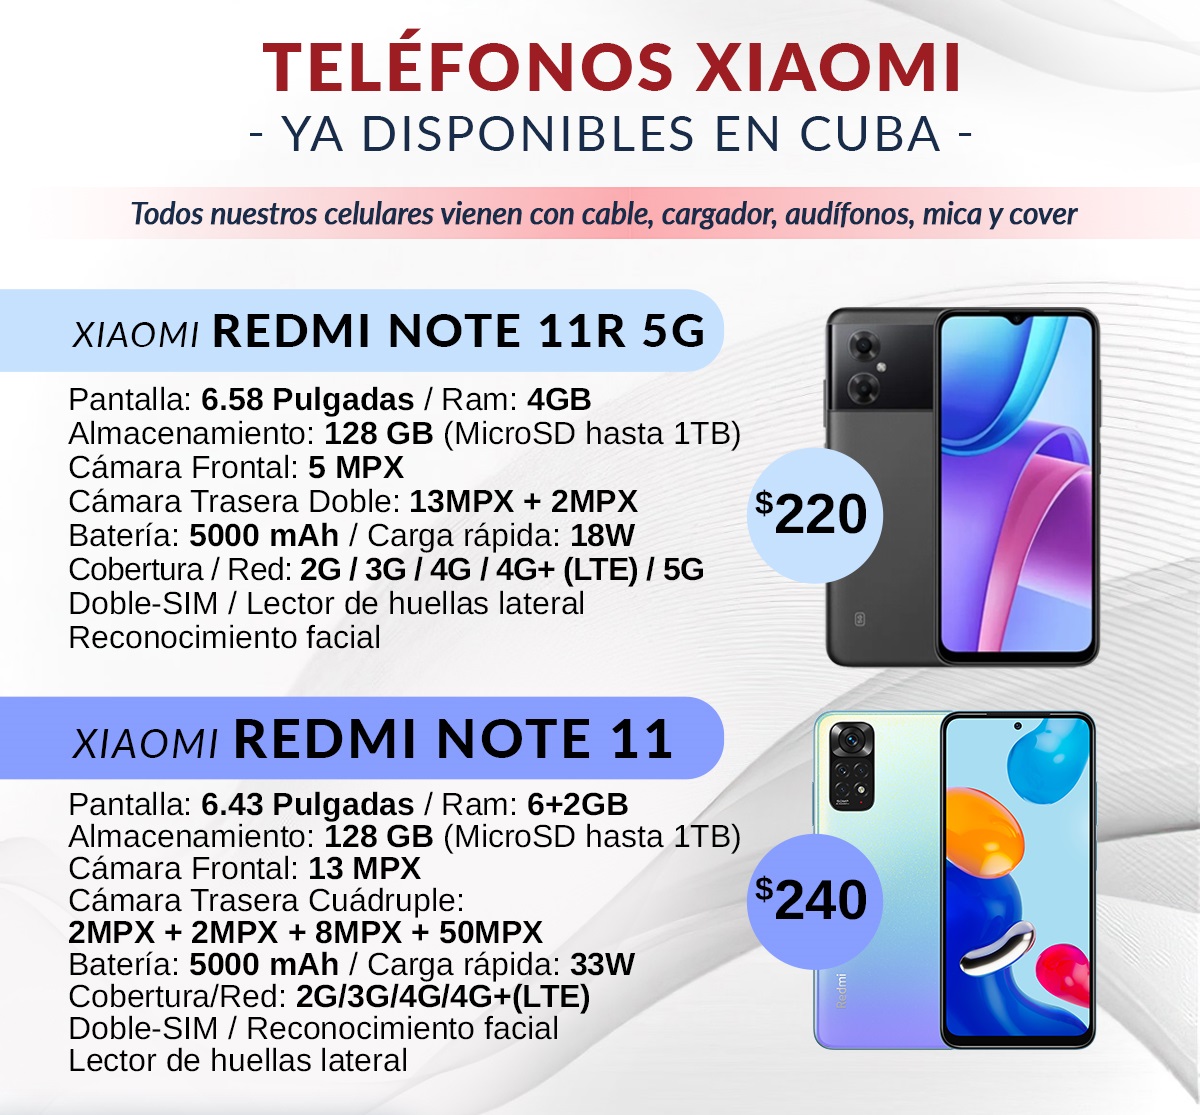 TELÉFONOS XIAOMI
- YA DISPONIBLES EN CUBA -
Todos nuestros celulares vienen con cable, cargador, audífonos, mica y cover
XIAOMI REDMI NOTE 11R 5G
Pantalla: 6.58 Pulgadas / Ram: 4GB
Almacenamiento: 128 GB (MicroSD hasta 1TB)
Cámara Frontal: 5 MPX
Cámara Trasera Doble: 13MPX + 2MPX
Batería: 5000 mAh / Carga rápida: 18W
Cobertura / Red: 2G / 3G / 4G / 4G+ (LTE) / 5G
Doble-SIM / Lector de huellas lateral
Reconocimiento facial
$220
XIAOMI REDMI NOTE 11
Pantalla: 6.43 Pulgadas / Ram: 6+2GB
Almacenamiento: 128 GB (MicroSD hasta 1TB)
Cámara Frontal: 13 MPX
Cámara Trasera Cuádruple:
2MPX + 2MPX + 8MPX + 50MPX
Batería: 5000 mAh / Carga rápida: 33W
Cobertura/Red: 2G/3G/4G/4G+(LTE)
Doble-SIM / Reconocimiento facial
Lector de huellas lateral
$240
Redmi